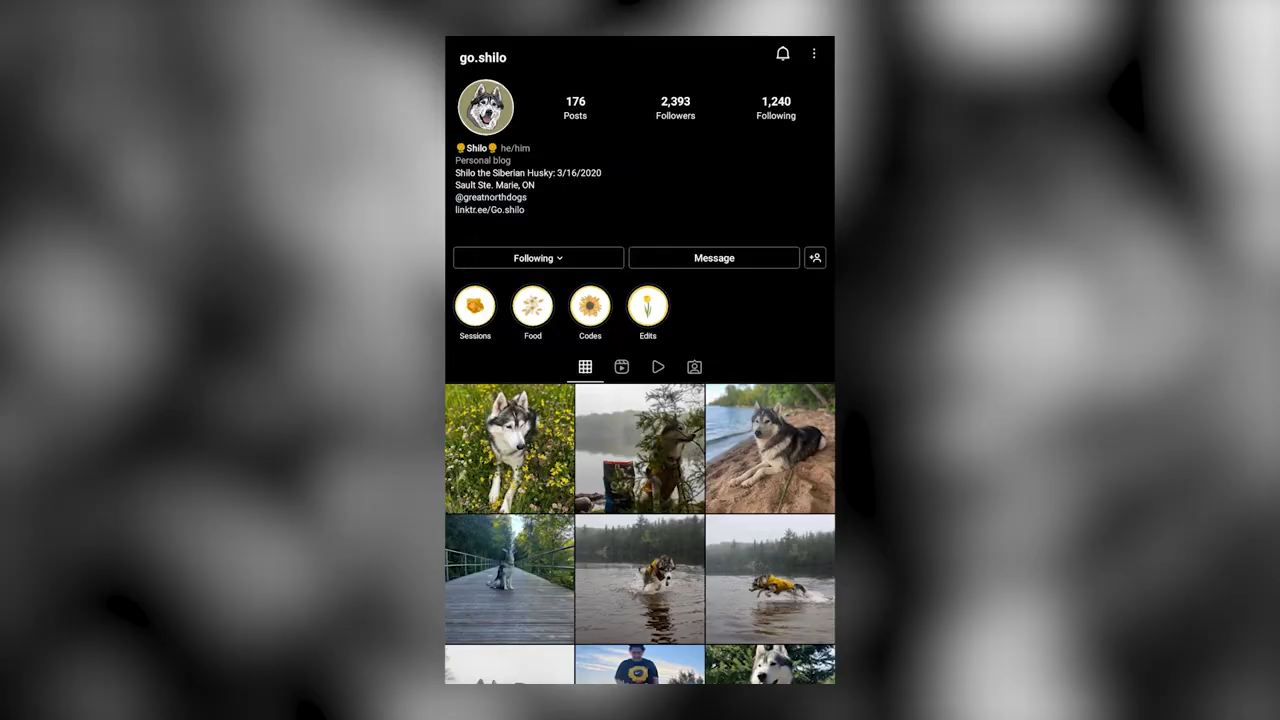 go.shilo
176 2,393 1,240
Posts Followers Following
Shilo he/him
Personal blog
Shilo the Siberian Husky: 3/16/2020
Sault Ste. Marie, ON
@greatnorthdogs
linktr.ee/Go.shilo
Following Message
Sessions Food Codes Edits